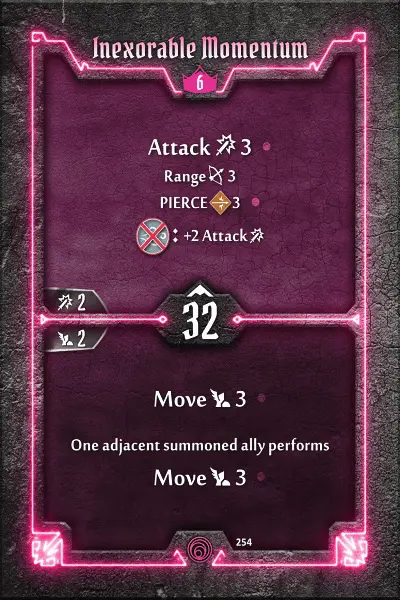 Inexorable Momentum
6
Attack 3
Range 3
PIERCE 3
: +2 Attack
2
32
2
Move 3
One adjacent summoned ally performs
Move 3
254